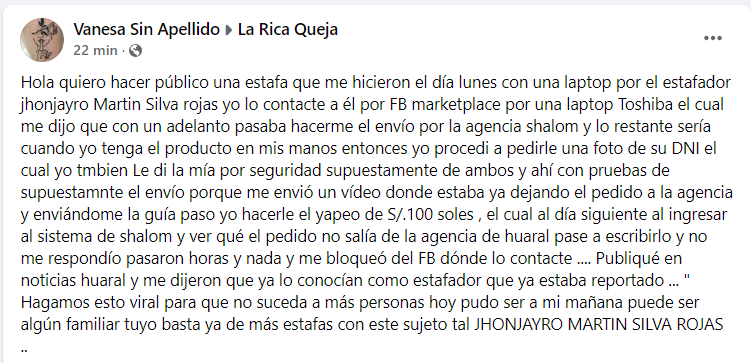 Vanesa Sin Apellido ▸ La Rica Queja
22 min ·
Hola quiero hacer público una estafa que me hicieron el día lunes con una laptop por el estafador
jhonjayro Martin Silva rojas yo lo contacte a él por FB marketplace por una laptop Toshiba el cual
me dijo que con un adelanto pasaba hacerme el envío por la agencia shalom y lo restante sería
cuando yo tenga el producto en mis manos entonces yo procedi a pedirle una foto de su DNI el
cual yo tmbien Le di la mía por seguridad supuestamente de ambos y ahí con pruebas de
supuestamnte el envío porque me envió un vídeo donde estaba ya dejando el pedido a la agencia
y enviándome la guía paso yo hacerle el yapeo de S/.100 soles , el cual al día siguiente al ingresar
al sistema de shalom y ver qué el pedido no salía de la agencia de huaral pase a escribirlo y no
me respondío pasaron horas y nada y me bloqueó del FB dónde lo contacte .... Publiqué en
noticias huaral y me dijeron que ya lo conocían como estafador que ya estaba reportado ... "
Hagamos esto viral para que no suceda a más personas hoy pudo ser a mi mañana puede ser
algún familiar tuyo basta ya de más estafas con este sujeto tal JHONJAYRO MARTIN SILVA ROJAS
..